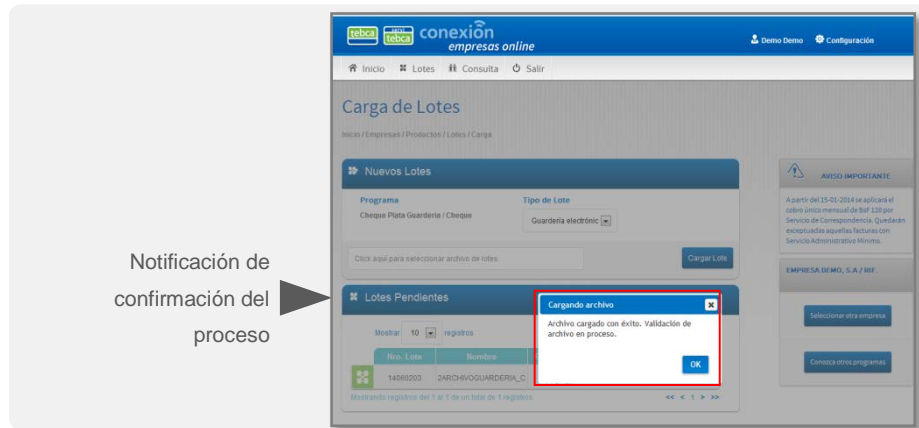 Notificación de
confirmación del
proceso
tebca
tebca
conexión
empresas online
Demo Demo
Configuración
Inicio
Lotes
Consulta
Salir
Carga de Lotes
Inicio / Empresas / Productos / Lotes / Carga
Nuevos Lotes
Programa
Tipo de Lote
Cheque Plata Guardería / Cheque
Guardería electrónic
Click aquí para seleccionar archivo de lotes.
Cargar Lote
Lotes Pendientes
Mostrar 10 registros
Nro. Lote
Nombre
14060203
2ARCHIVOGUARDERIA_C
Mostrando registros del 1 al 1 de un total de 1 registros
<< < 1 > >>
Cargando archivo
Archivo cargado con éxito. Validación de
archivo en proceso.
OK
AVISO IMPORTANTE
A partir del 15-01-2014 se aplicará el
cobro único mensual de BsF 130 por
Servicio de Correspondencia. Quedarán
exceptuadas aquellas facturas con
Servicio Administrativo Mínimo.
EMPRESA DEMO, S.A / RIF.
Seleccionar otra empresa
Conozca otros programas